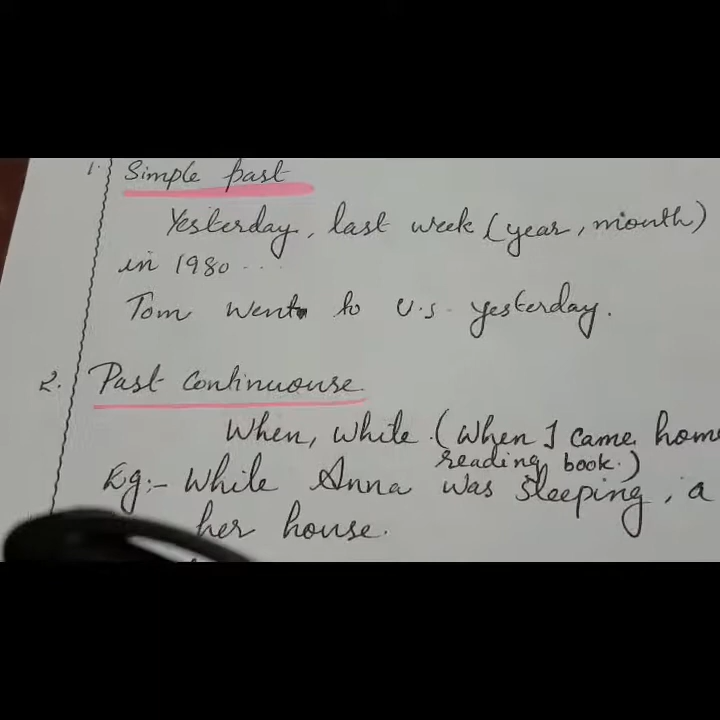 1. Simple past
Yesterday, last week (year, month)
in 1980....
Tom went to U.S. yesterday.
2. Past continuouse
When, while. (When I came home
reading book.)
Eg:- While Anna was sleeping, a
her house.